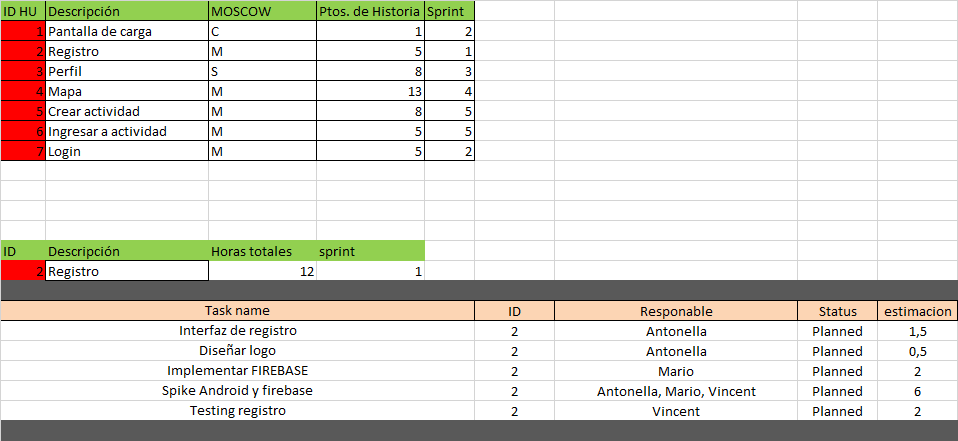 ID HU Descripción MOSCOW Ptos. de Historia Sprint
1 Pantalla de carga C 1 2
2 Registro M 5 1
3 Perfil S 8 3
4 Mapa M 13 4
5 Crear actividad M 8 5
6 Ingresar a actividad M 5 5
7 Login M 5 2
ID Descripción Horas totales sprint
2 Registro 12 1
Task name ID Responable Status estimacion
Interfaz de registro 2 Antonella Planned 1,5
Diseñar logo 2 Antonella Planned 0,5
Implementar FIREBASE 2 Mario Planned 2
Spike Android y firebase 2 Antonella, Mario, Vincent Planned 6
Testing registro 2 Vincent Planned 2